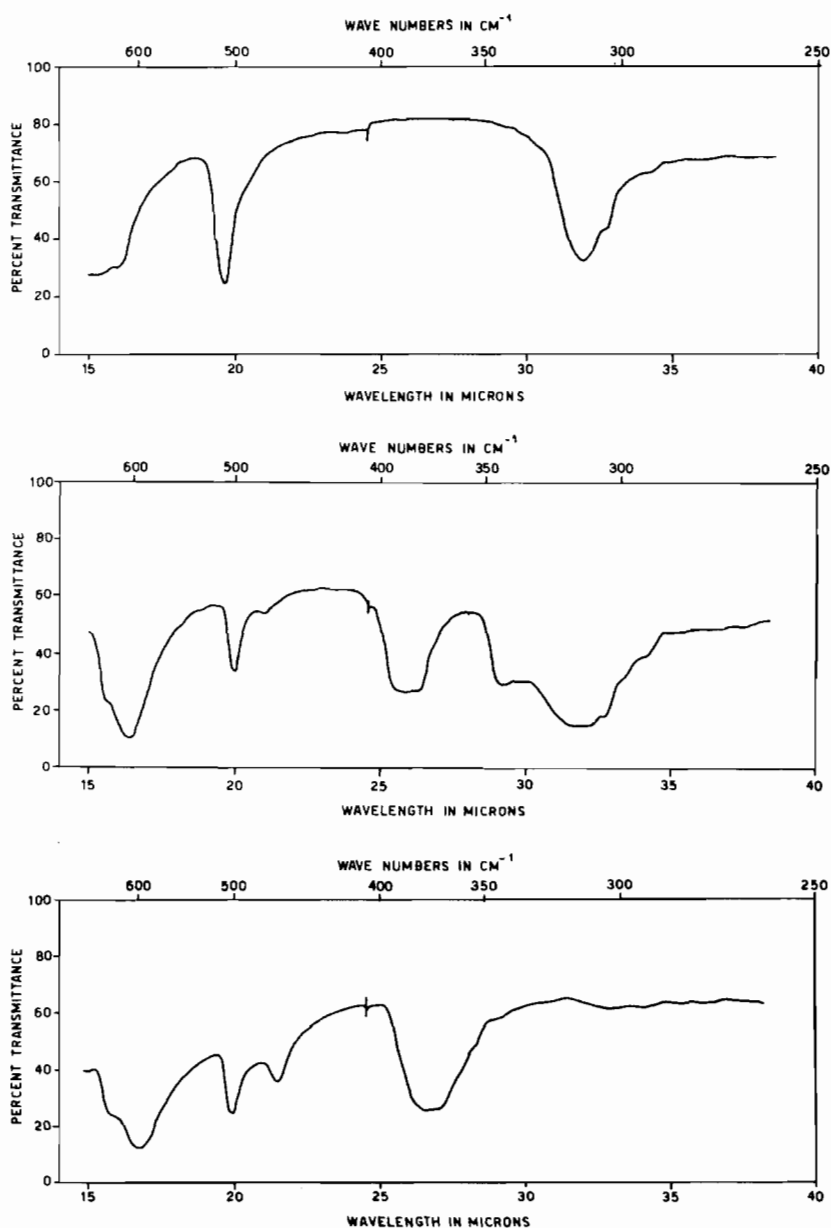 WAVE NUMBERS IN CM⁻¹
600 500 400 350 300 250
100
80
60
40
20
0
PERCENT TRANSMITTANCE
15 20 25 30 35 40
WAVELENGTH IN MICRONS
WAVE NUMBERS IN CM⁻¹
600 500 400 350 300 250
100
80
60
40
20
0
PERCENT TRANSMITTANCE
15 20 25 30 35 40
WAVELENGTH IN MICRONS
WAVE NUMBERS IN CM⁻¹
600 500 400 350 300 250
100
80
60
40
20
0
PERCENT TRANSMITTANCE
15 20 25 30 35 40
WAVELENGTH IN MICRONS